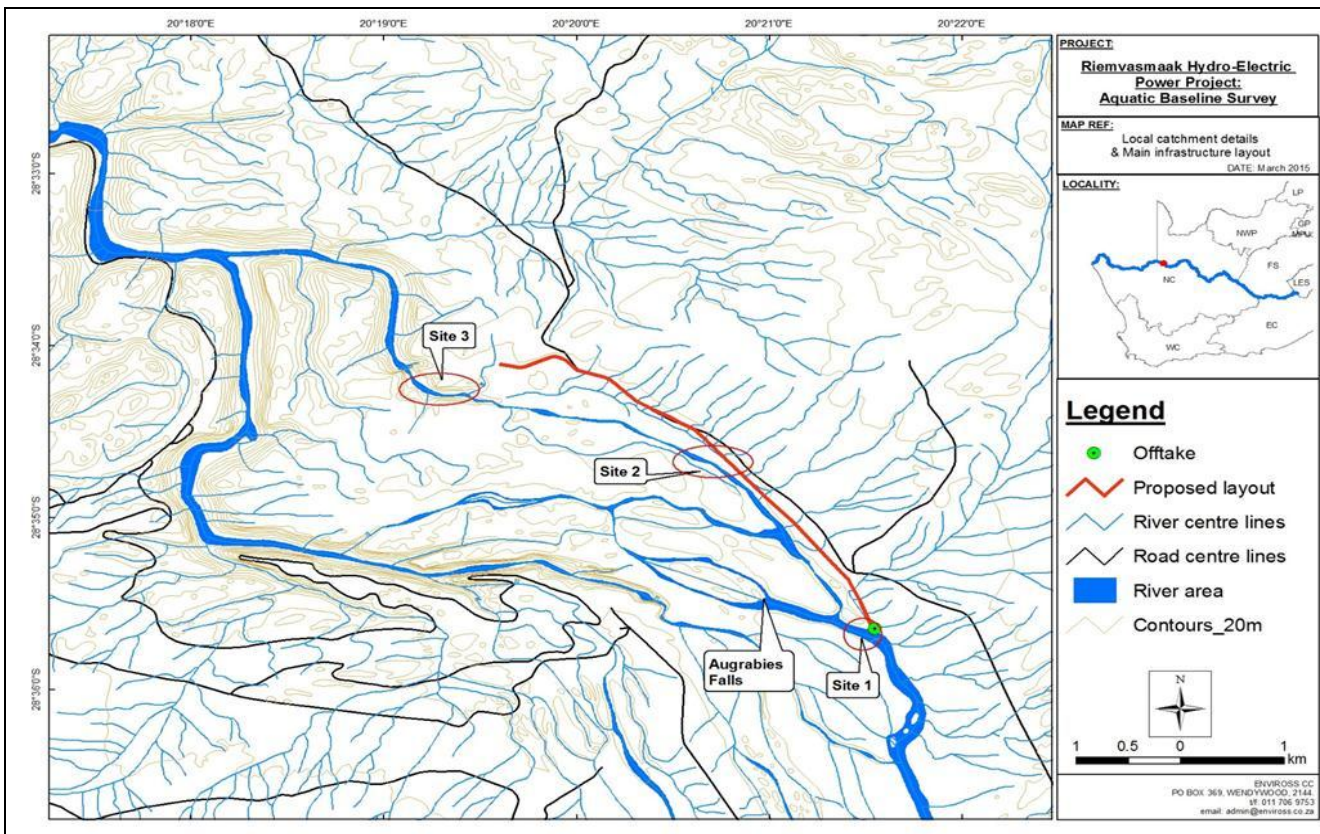 20°18'0"E
20°19'0"E
20°20'0"E
20°21'0"E
20°22'0"E
28°33'0"S
28°34'0"S
28°35'0"S
28°36'0"S
Site 3
Site 2
Augrabies
Falls
Site 1
PROJECT:
Riemvasmaak Hydro-Electric
Power Project:
Aquatic Baseline Survey
MAP REF:
Local catchment details
& Main infrastructure layout
DATE: March 2015
LOCALITY:
LP
GP
NWP
MPU
FS
NC
LES
EC
WC
Legend
Offtake
Proposed layout
River centre lines
Road centre lines
River area
Contours_20m
N
1 0.5 0 1
km
ENVIROSS CC
PO BOX 369, WENDYWOOD, 2144.
t/f: 011 706 9753
email: admin@enviross.co.za